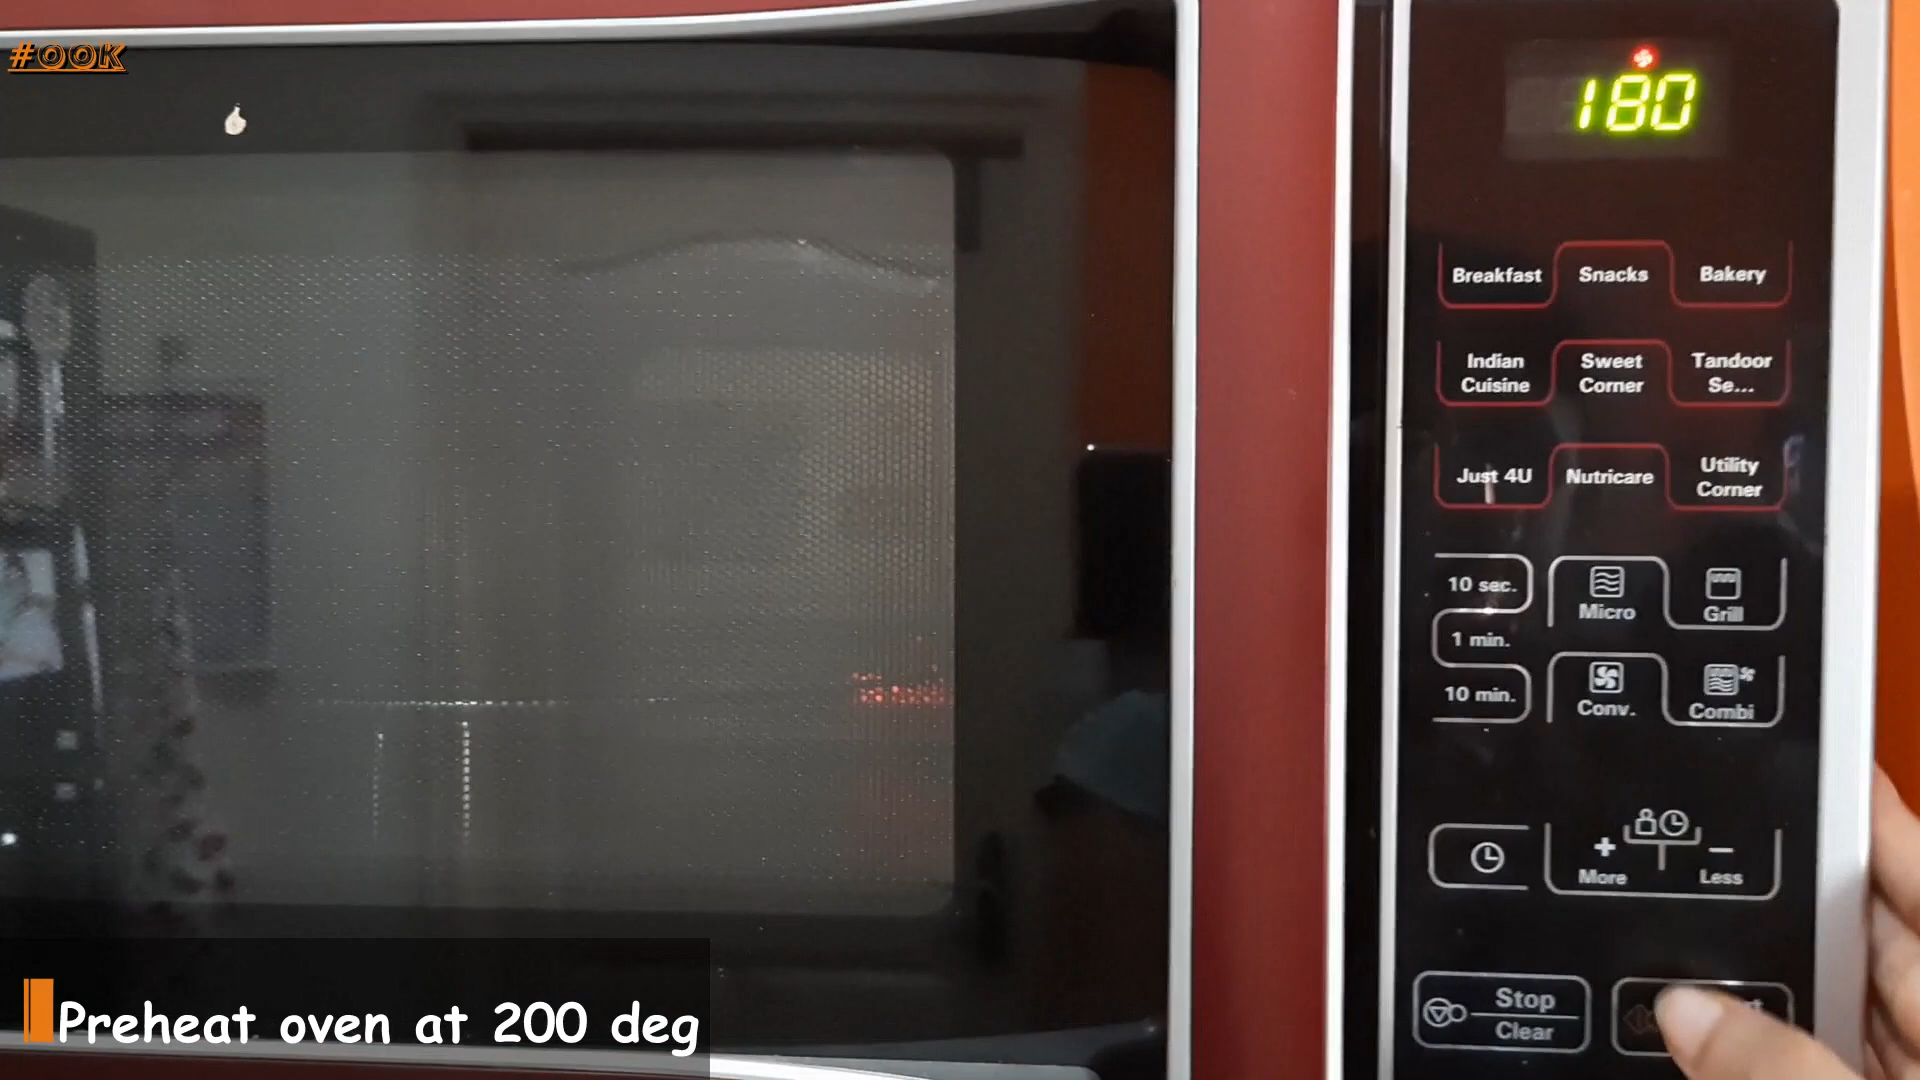 #OOK
180
Breakfast
Snacks
Bakery
Indian
Cuisine
Sweet
Corner
Tandoor
Se...
Just 4U
Nutricare
Utility
Corner
10 sec.
Micro
Grill
1 min.
10 min.
Conv.
Combi
+
More
−
Less
Stop
Clear
Preheat oven at 200 deg